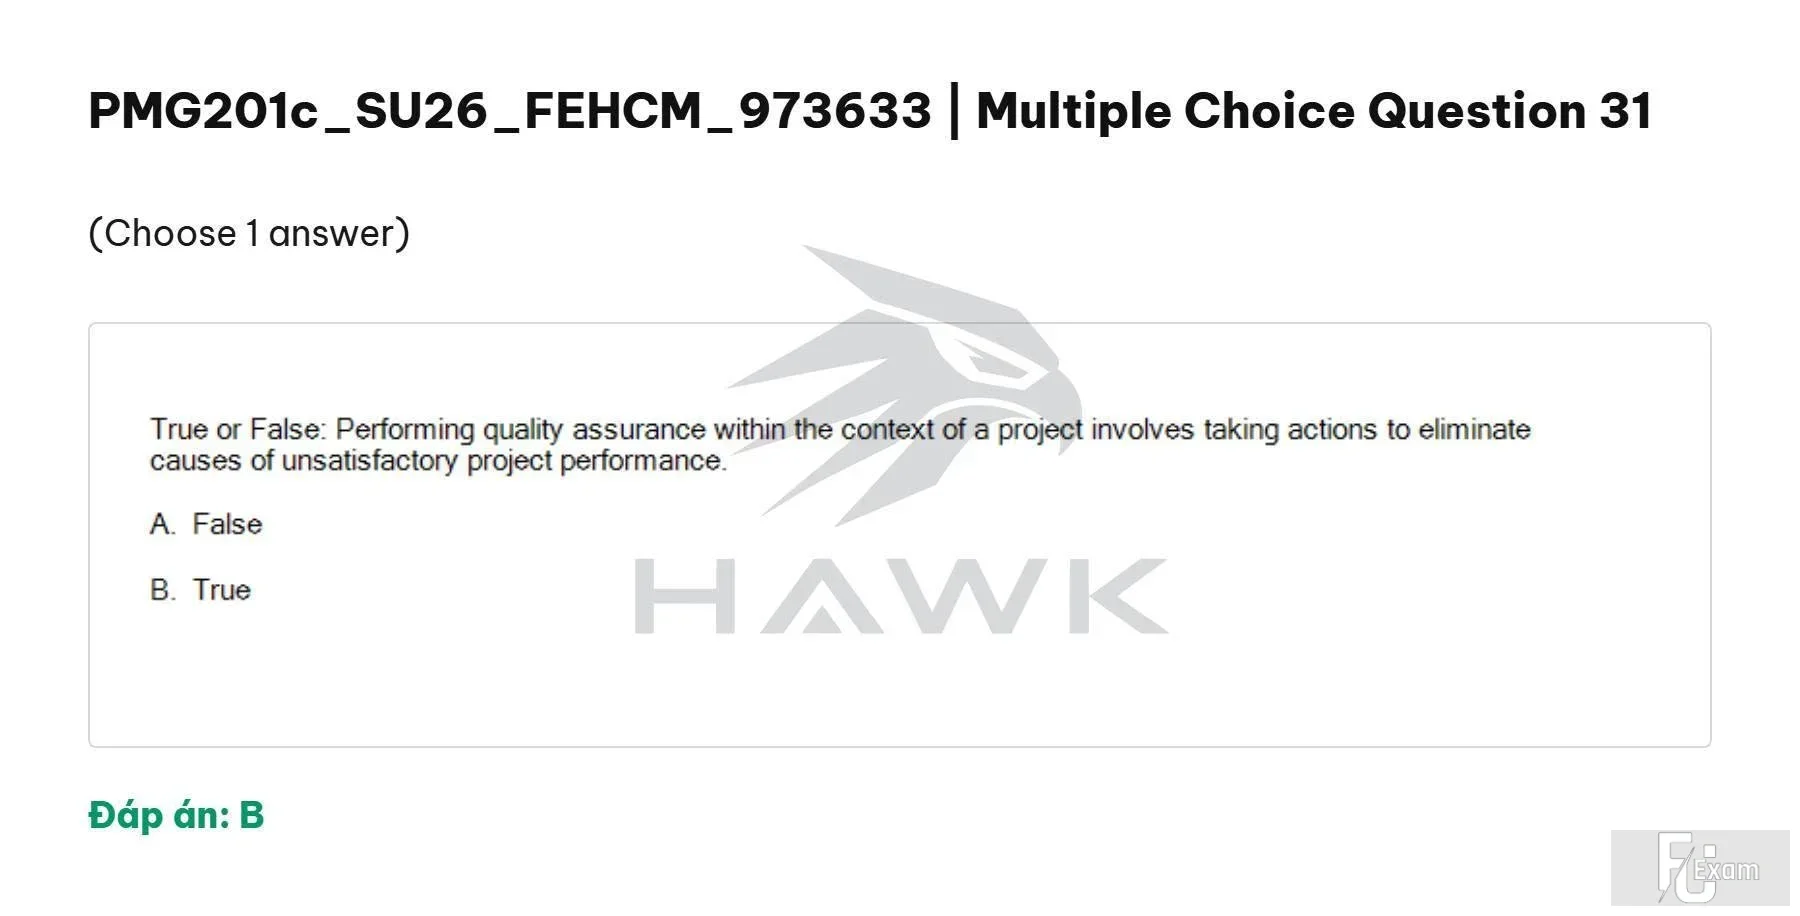 PMG201c_SU26_FEHCM_973633 | Multiple Choice Question 31
(Choose 1 answer)
True or False: Performing quality assurance within the context of a project involves taking actions to eliminate
causes of unsatisfactory project performance.
A. False
B. True
HAWK
Đáp án: B
FU Exam